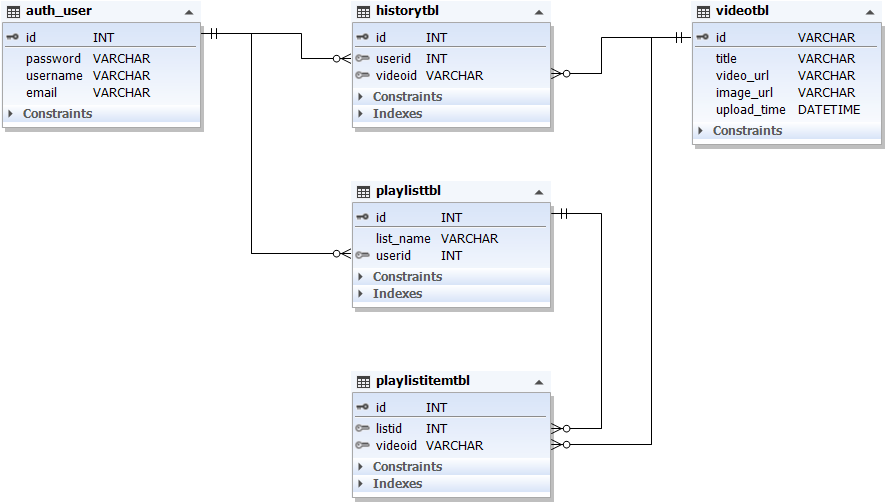 auth_user
id INT
password VARCHAR
username VARCHAR
email VARCHAR
Constraints
historytbl
id INT
userid INT
videoid VARCHAR
Constraints
Indexes
videotbl
id VARCHAR
title VARCHAR
video_url VARCHAR
image_url VARCHAR
upload_time DATETIME
Constraints
playlisttbl
id INT
list_name VARCHAR
userid INT
Constraints
Indexes
playlistitemtbl
id INT
listid INT
videoid VARCHAR
Constraints
Indexes